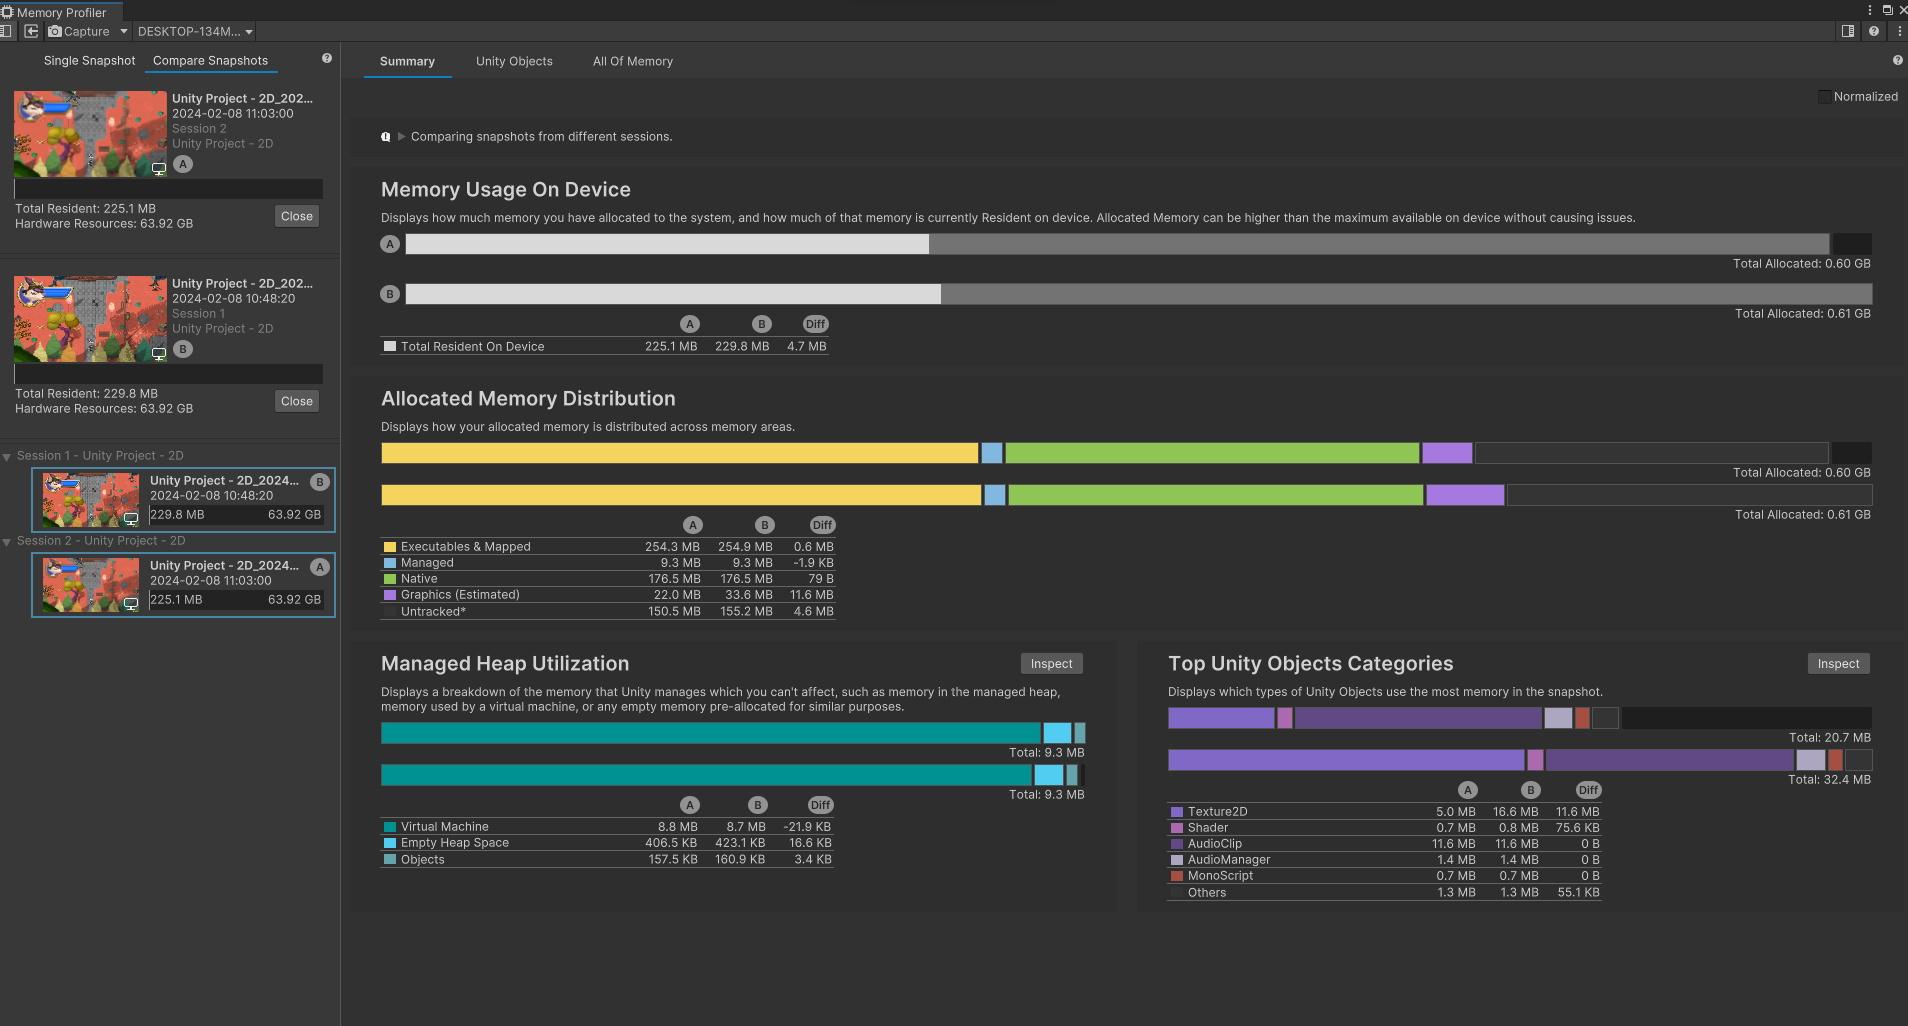 Memory Profiler
Capture
DESKTOP-134M...
Single Snapshot
Compare Snapshots
Unity Project - 2D_202...
2024-02-08 11:03:00
Session 2
Unity Project - 2D
A
Total Resident: 225.1 MB
Hardware Resources: 63.92 GB
Close
Unity Project - 2D_202...
2024-02-08 10:48:20
Session 1
Unity Project - 2D
B
Total Resident: 229.8 MB
Hardware Resources: 63.92 GB
Close
Session 1 - Unity Project - 2D
Unity Project - 2D_2024... B
2024-02-08 10:48:20
229.8 MB 63.92 GB
Session 2 - Unity Project - 2D
Unity Project - 2D_2024... A
2024-02-08 11:03:00
225.1 MB 63.92 GB
Summary
Unity Objects
All Of Memory
Normalized
Comparing snapshots from different sessions.
Memory Usage On Device
Displays how much memory you have allocated to the system, and how much of that memory is currently Resident on device. Allocated Memory can be higher than the maximum available on device without causing issues.
A
Total Allocated: 0.60 GB
B
Total Allocated: 0.61 GB
A B Diff
Total Resident On Device 225.1 MB 229.8 MB 4.7 MB
Allocated Memory Distribution
Displays how your allocated memory is distributed across memory areas.
Total Allocated: 0.60 GB
Total Allocated: 0.61 GB
A B Diff
Executables & Mapped 254.3 MB 254.9 MB 0.6 MB
Managed 9.3 MB 9.3 MB -1.9 KB
Native 176.5 MB 176.5 MB 79 B
Graphics (Estimated) 22.0 MB 33.6 MB 11.6 MB
Untracked* 150.5 MB 155.2 MB 4.6 MB
Managed Heap Utilization
Inspect
Displays a breakdown of the memory that Unity manages which you can't affect, such as memory in the managed heap,
memory used by a virtual machine, or any empty memory pre-allocated for similar purposes.
Total: 9.3 MB
Total: 9.3 MB
A B Diff
Virtual Machine 8.8 MB 8.7 MB -21.9 KB
Empty Heap Space 406.5 KB 423.1 KB 16.6 KB
Objects 157.5 KB 160.9 KB 3.4 KB
Top Unity Objects Categories
Inspect
Displays which types of Unity Objects use the most memory in the snapshot.
Total: 20.7 MB
Total: 32.4 MB
A B Diff
Texture2D 5.0 MB 16.6 MB 11.6 MB
Shader 0.7 MB 0.8 MB 75.6 KB
AudioClip 11.6 MB 11.6 MB 0 B
AudioManager 1.4 MB 1.4 MB 0 B
MonoScript 0.7 MB 0.7 MB 0 B
Others 1.3 MB 1.3 MB 55.1 KB